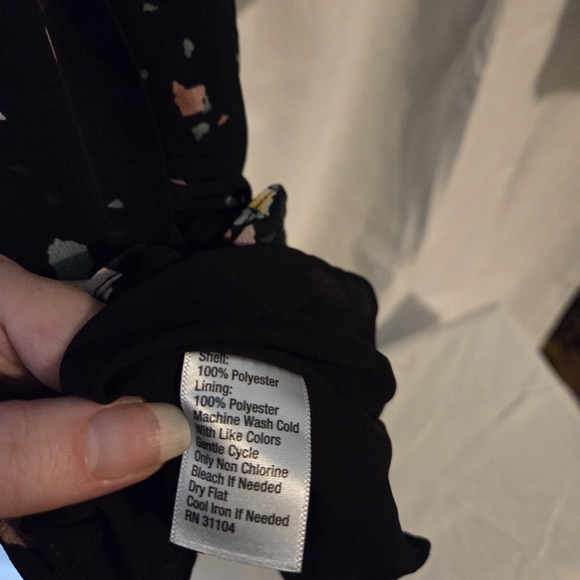 Shell:
100% Polyester
Lining:
100% Polyester
Machine Wash Cold
With Like Colors
Gentle Cycle
Only Non Chlorine
Bleach If Needed
Dry Flat
Cool Iron If Needed
RN 31104